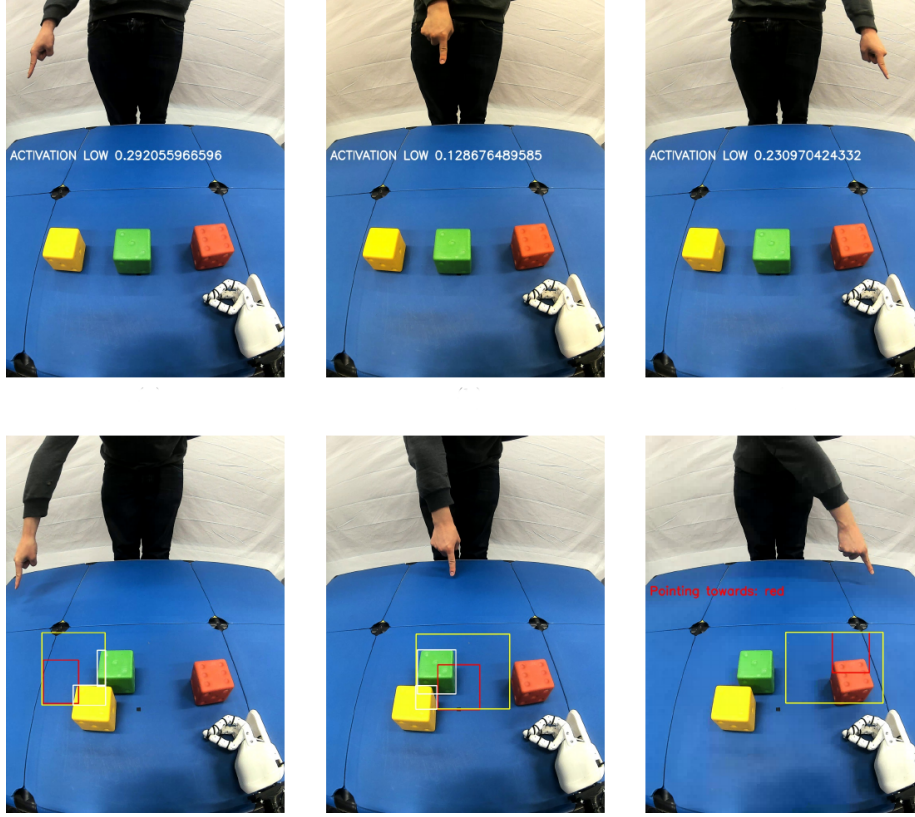 ACTIVATION LOW 0.292055966596
ACTIVATION LOW 0.128676489585
ACTIVATION LOW 0.230970424332
Pointing towards: red